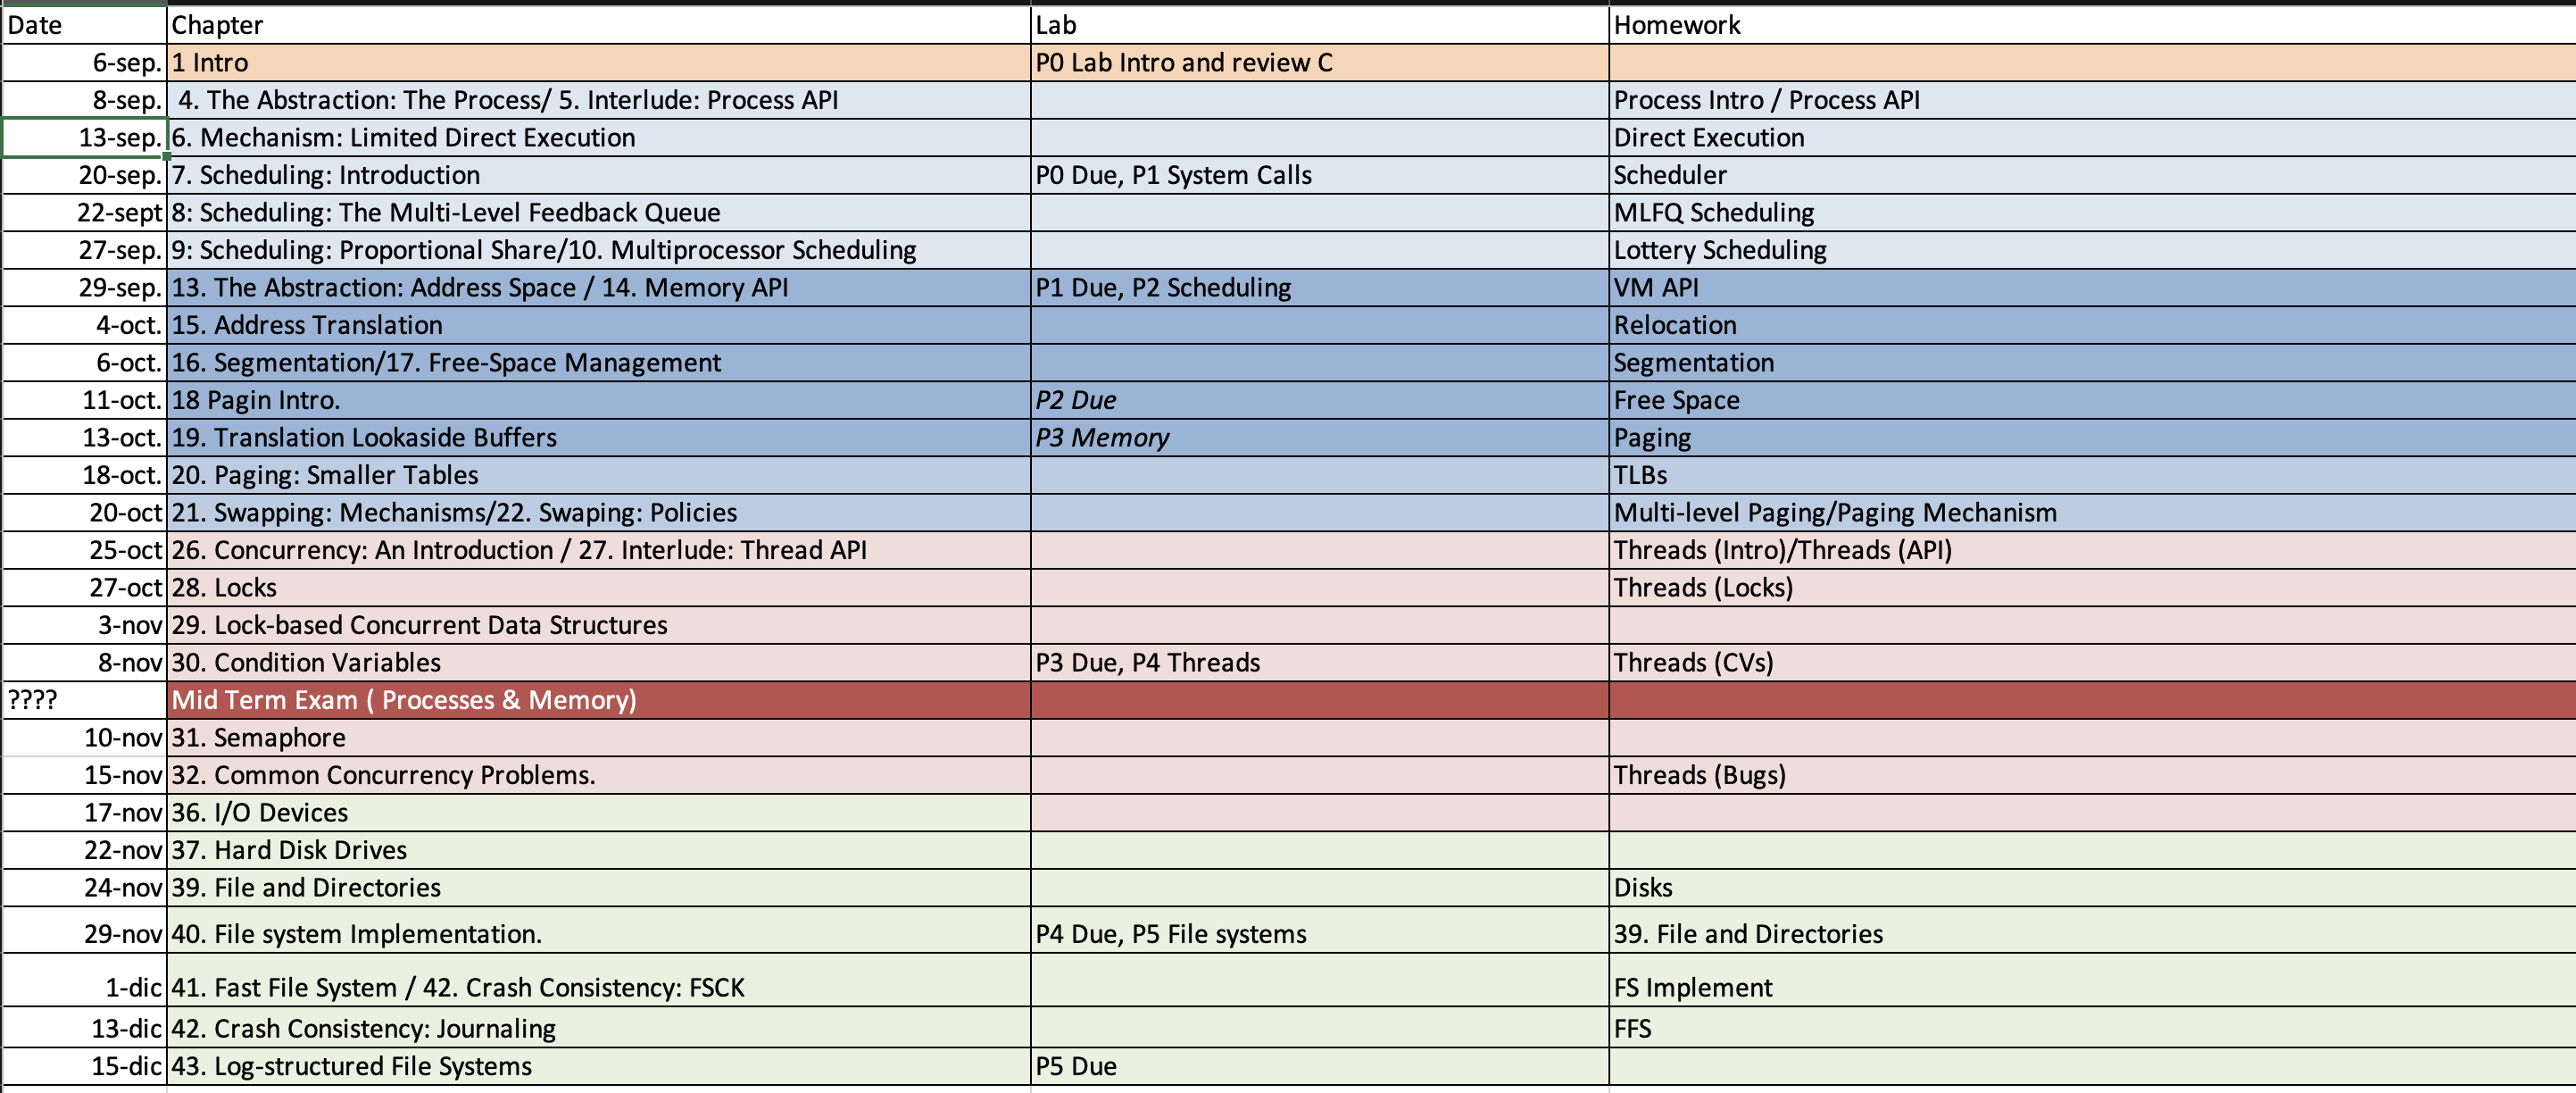 Date Chapter Lab Homework
6-sep. 1 Intro P0 Lab Intro and review C
8-sep. 4. The Abstraction: The Process/ 5. Interlude: Process API Process Intro / Process API
13-sep. 6. Mechanism: Limited Direct Execution Direct Execution
20-sep. 7. Scheduling: Introduction P0 Due, P1 System Calls Scheduler
22-sept 8: Scheduling: The Multi-Level Feedback Queue MLFQ Scheduling
27-sep. 9: Scheduling: Proportional Share/10. Multiprocessor Scheduling Lottery Scheduling
29-sep. 13. The Abstraction: Address Space / 14. Memory API P1 Due, P2 Scheduling VM API
4-oct. 15. Address Translation Relocation
6-oct. 16. Segmentation/17. Free-Space Management Segmentation
11-oct. 18 Pagin Intro. P2 Due Free Space
13-oct. 19. Translation Lookaside Buffers P3 Memory Paging
18-oct. 20. Paging: Smaller Tables TLBs
20-oct 21. Swapping: Mechanisms/22. Swaping: Policies Multi-level Paging/Paging Mechanism
25-oct 26. Concurrency: An Introduction / 27. Interlude: Thread API Threads (Intro)/Threads (API)
27-oct 28. Locks Threads (Locks)
3-nov 29. Lock-based Concurrent Data Structures
8-nov 30. Condition Variables P3 Due, P4 Threads Threads (CVs)
???? Mid Term Exam ( Processes & Memory)
10-nov 31. Semaphore
15-nov 32. Common Concurrency Problems. Threads (Bugs)
17-nov 36. I/O Devices
22-nov 37. Hard Disk Drives
24-nov 39. File and Directories Disks
29-nov 40. File system Implementation. P4 Due, P5 File systems 39. File and Directories
1-dic 41. Fast File System / 42. Crash Consistency: FSCK FS Implement
13-dic 42. Crash Consistency: Journaling FFS
15-dic 43. Log-structured File Systems P5 Due